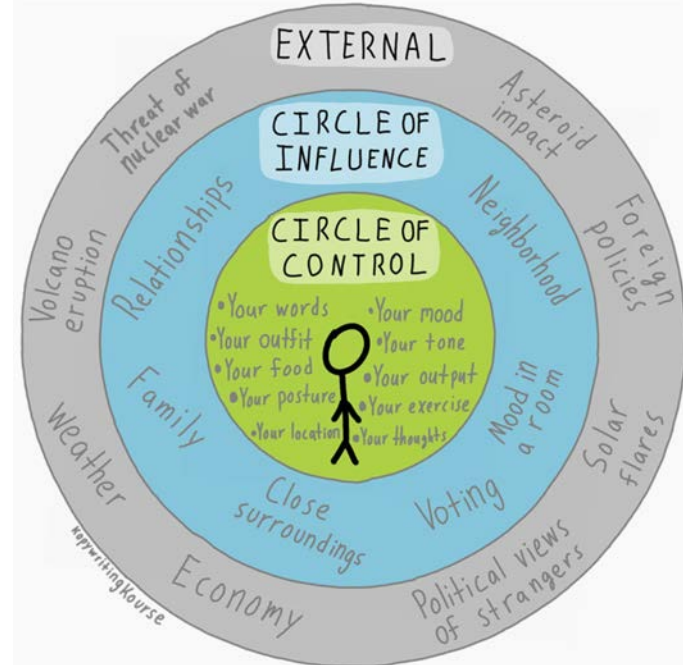 EXTERNAL
Threat of
nuclear war
Asteroid
impact
Volcano
eruption
Foreign
policies
Weather
Solar
flares
Economy
Political views
of strangers
CIRCLE OF
INFLUENCE
Relationships
Neighborhood
Family
Mood in
a room
Close
surroundings
Voting
CIRCLE OF
CONTROL
•Your words
•Your outfit
•Your food
•Your posture
•Your location
•Your mood
•Your tone
•Your output
•Your exercise
•Your thoughts
KopywritingKourse